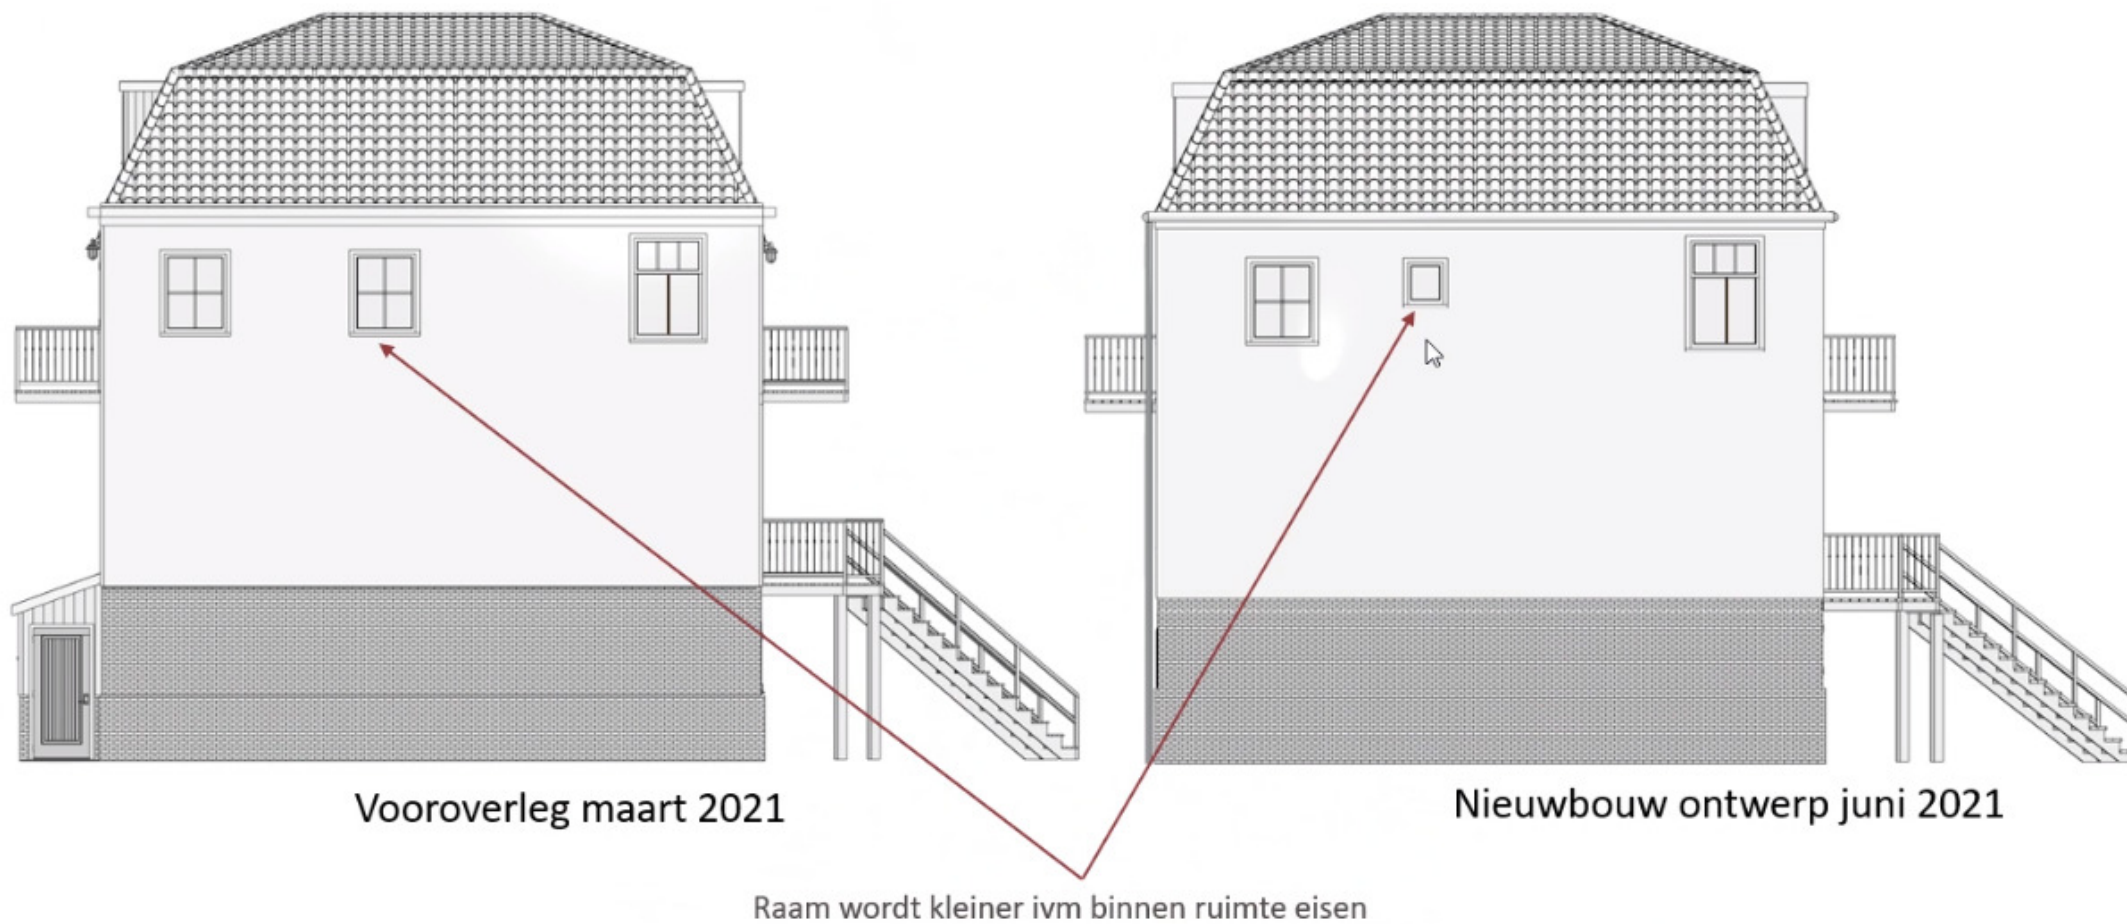 Vooroverleg maart 2021
Nieuwbouw ontwerp juni 2021
Raam wordt kleiner ivm binnen ruimte eisen